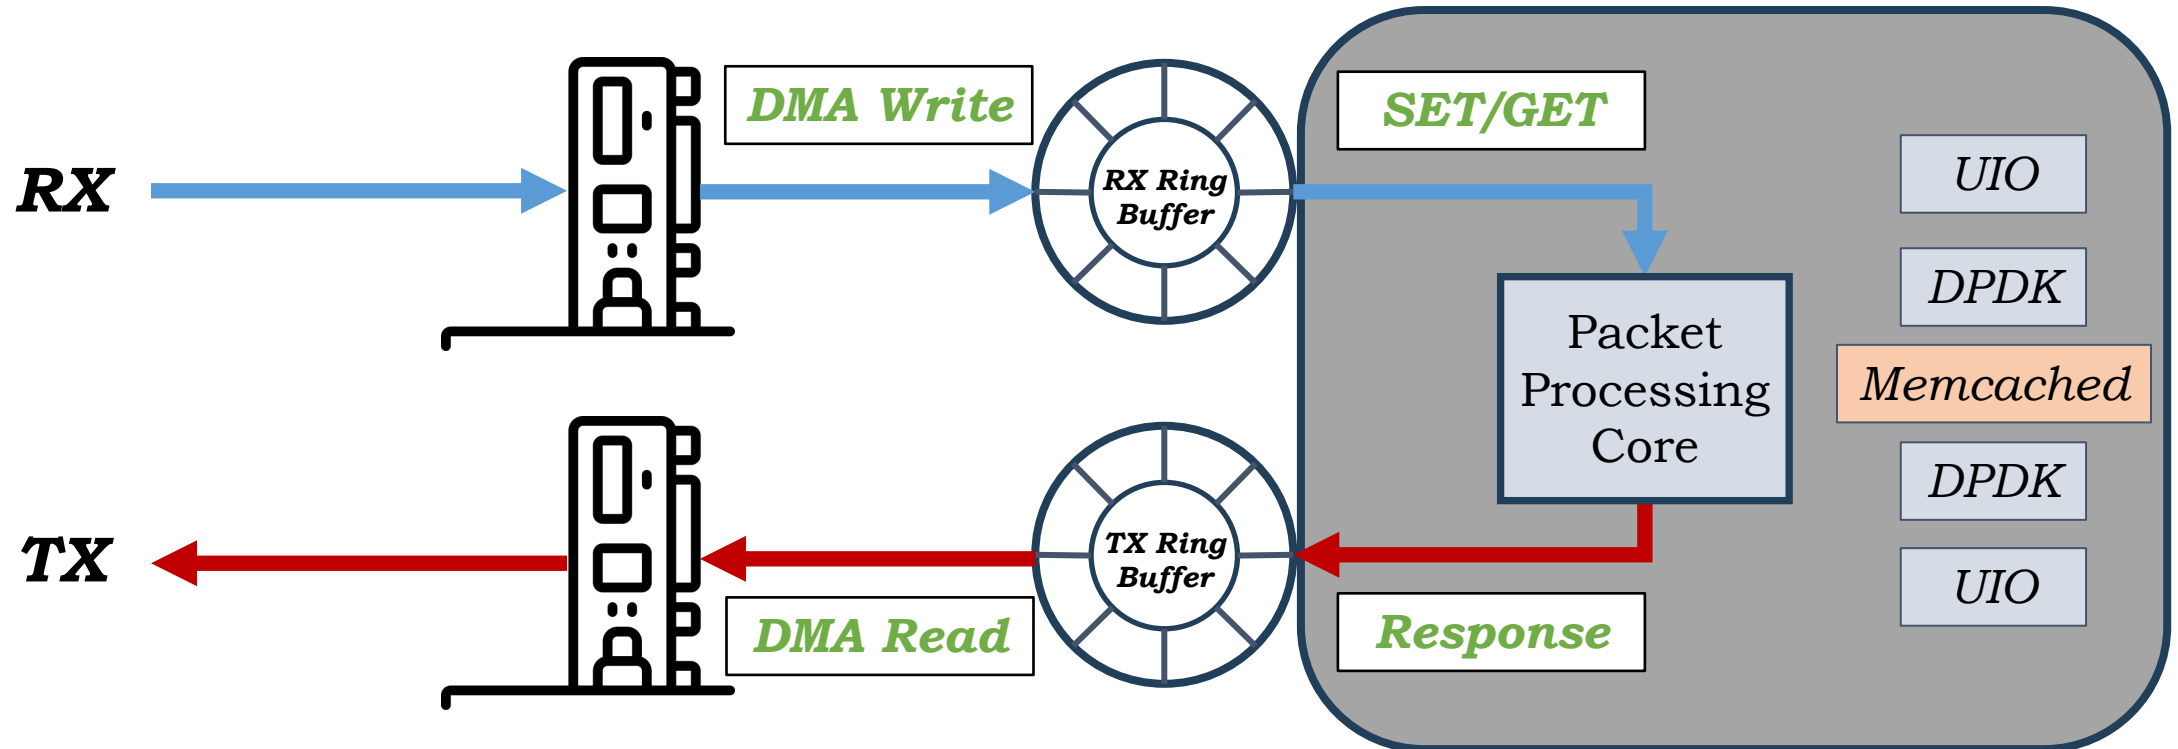 RX
DMA Write
RX Ring
Buffer
SET/GET
Packet
Processing
Core
UIO
DPDK
Memcached
DPDK
UIO
TX
DMA Read
TX Ring
Buffer
Response